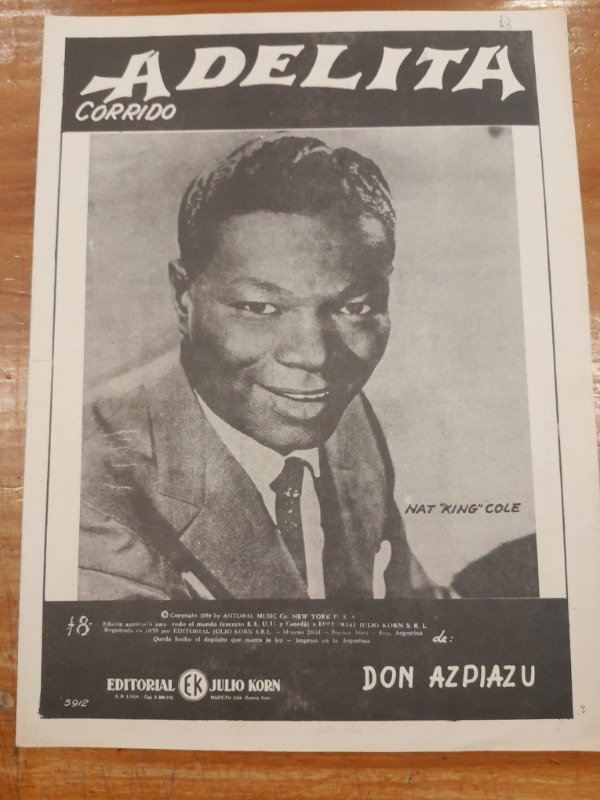 ADELITA
CORRIDO
NAT "KING" COLE
© Copyright 1958 by ANTOBAL MUSIC Co. NEW YORK U. S. A.
Edición autorizada para todo el mundo (excepto E E. U U. y Canadá) a EDITORIAL JULIO KORN S. R. L.
Registrada en 1958 por EDITORIAL JULIO KORN S.R.L. - Moreno 2034 - Buenos Aires - Rep. Argentina
Queda hecho el depósito que marca la ley - Impreso en la Argentina
de:
DON AZPIAZU
EDITORIAL EK JULIO KORN
MORENO 2034 Buenos Aires
5912